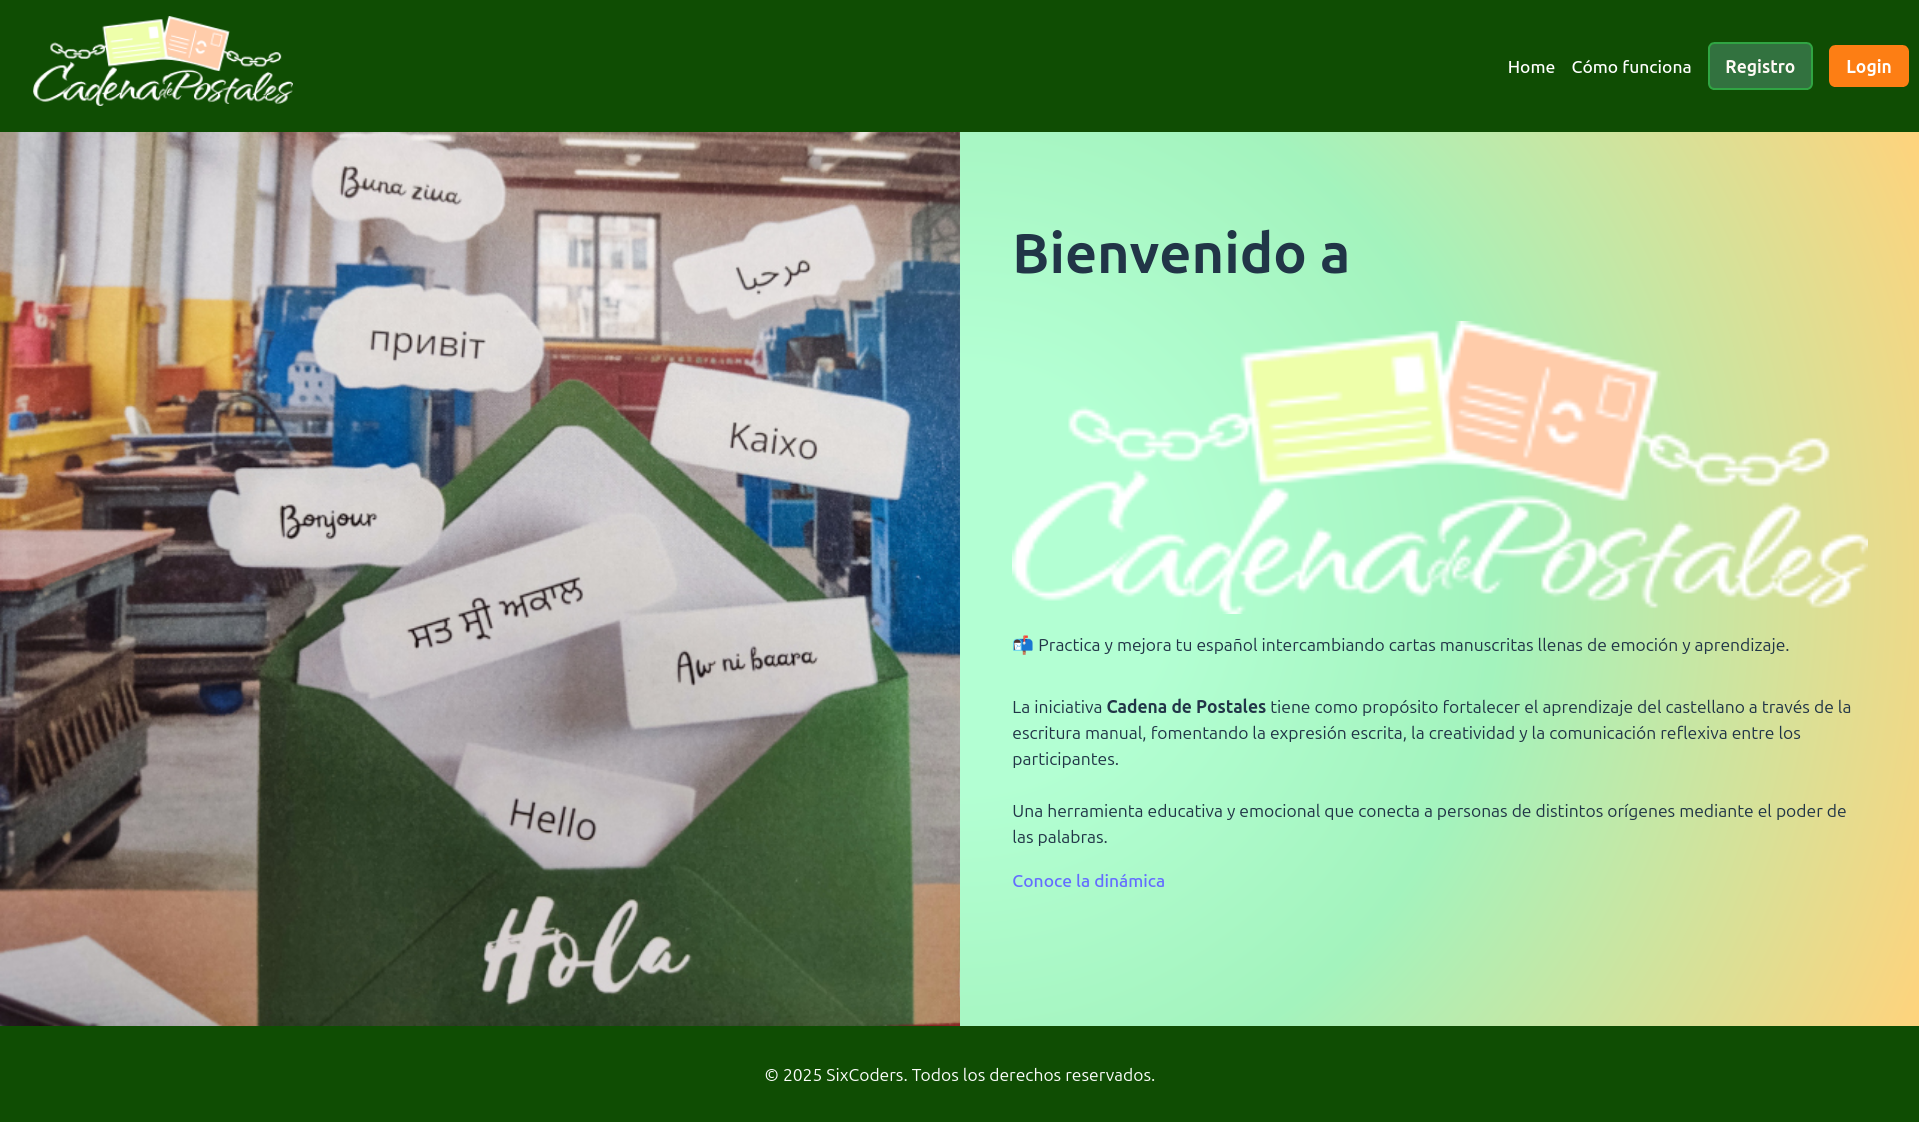 Cadena de Postales
Home
Cómo funciona
Registro
Login
Buna ziua
مرحبا
привіт
Kaixo
Bonjour
ਸਤ ਸ੍ਰੀ ਅਕਾਲ
Aw ni baara
Hello
Hola
Bienvenido a
Cadena de Postales
📬 Practica y mejora tu español intercambiando cartas manuscritas llenas de emoción y aprendizaje.
La iniciativa Cadena de Postales tiene como propósito fortalecer el aprendizaje del castellano a través de la
escritura manual, fomentando la expresión escrita, la creatividad y la comunicación reflexiva entre los
participantes.
Una herramienta educativa y emocional que conecta a personas de distintos orígenes mediante el poder de
las palabras.
Conoce la dinámica
© 2025 SixCoders. Todos los derechos reservados.